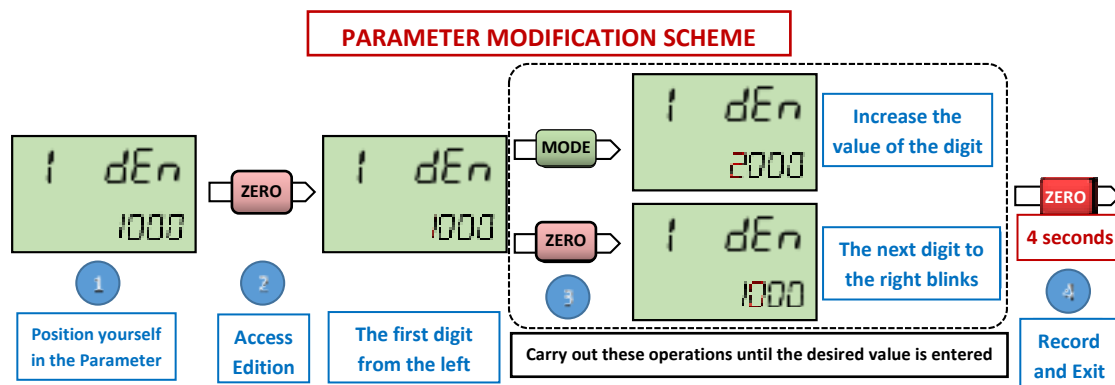 PARAMETER MODIFICATION SCHEME
1 dEn
1000
1
Position yourself
in the Parameter
ZERO
2
Access
Edition
1 dEn
1000
The first digit
from the left
MODE
1 dEn
2000
Increase the
value of the digit
ZERO
3
1 dEn
1000
The next digit to
the right blinks
Carry out these operations until the desired value is entered
ZERO
4 seconds
4
Record
and Exit